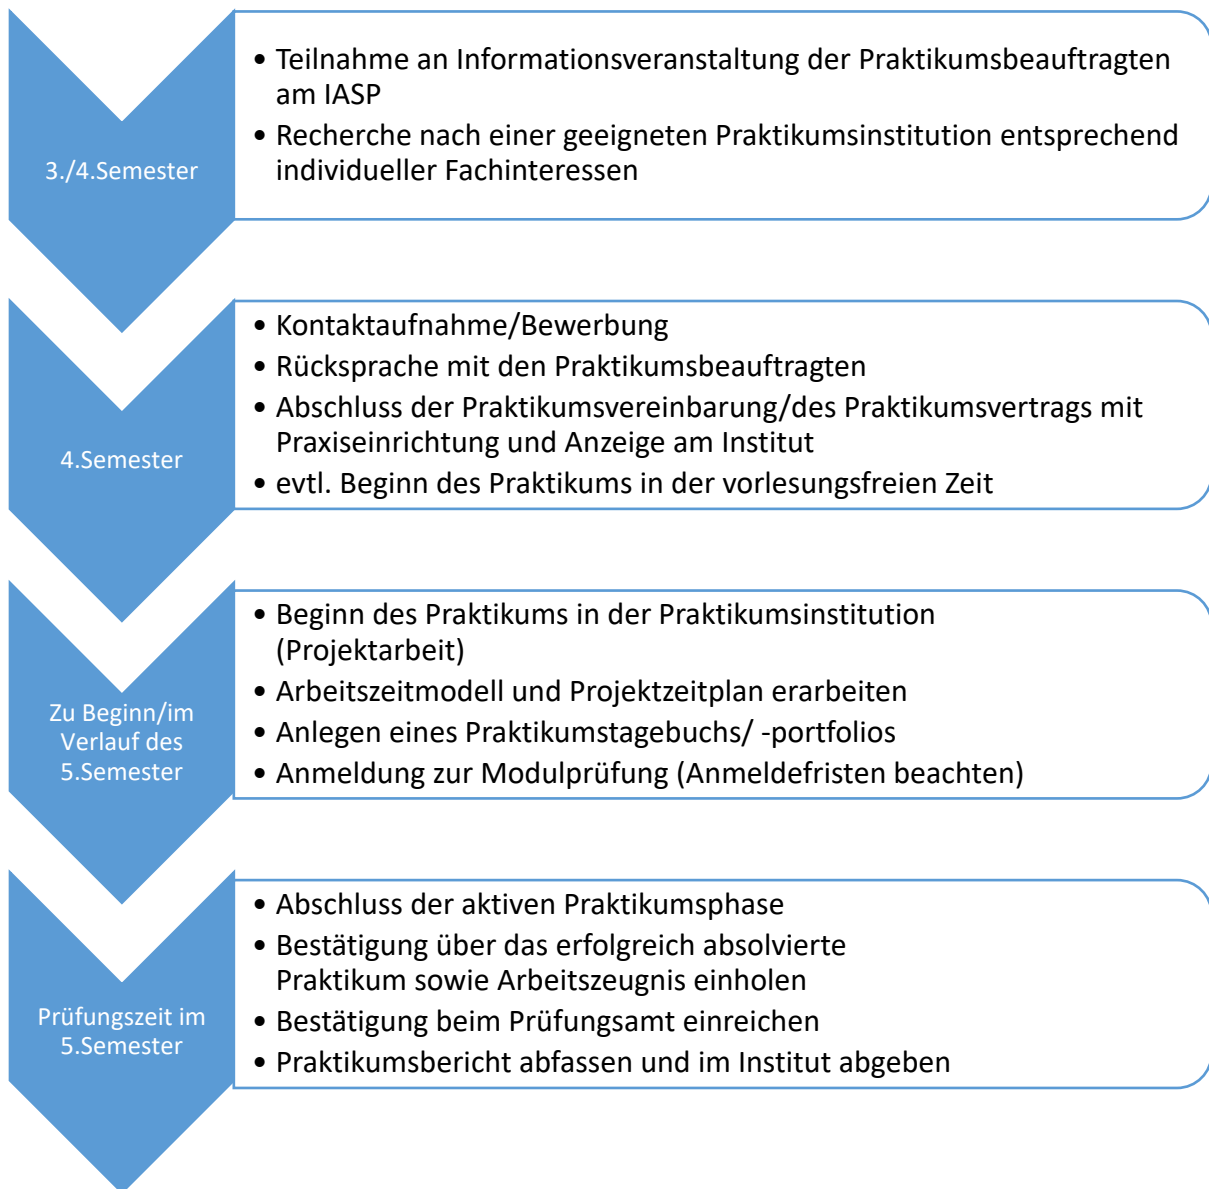 3./4.Semester
• Teilnahme an Informationsveranstaltung der Praktikumsbeauftragten
am IASP
• Recherche nach einer geeigneten Praktikumsinstitution entsprechend
individueller Fachinteressen
4.Semester
• Kontaktaufnahme/Bewerbung
• Rücksprache mit den Praktikumsbeauftragten
• Abschluss der Praktikumsvereinbarung/des Praktikumsvertrags mit
Praxiseinrichtung und Anzeige am Institut
• evtl. Beginn des Praktikums in der vorlesungsfreien Zeit
Zu Beginn/im
Verlauf des
5.Semester
• Beginn des Praktikums in der Praktikumsinstitution
(Projektarbeit)
• Arbeitszeitmodell und Projektzeitplan erarbeiten
• Anlegen eines Praktikumstagebuchs/ -portfolios
• Anmeldung zur Modulprüfung (Anmeldefristen beachten)
Prüfungszeit im
5.Semester
• Abschluss der aktiven Praktikumsphase
• Bestätigung über das erfolgreich absolvierte
Praktikum sowie Arbeitszeugnis einholen
• Bestätigung beim Prüfungsamt einreichen
• Praktikumsbericht abfassen und im Institut abgeben